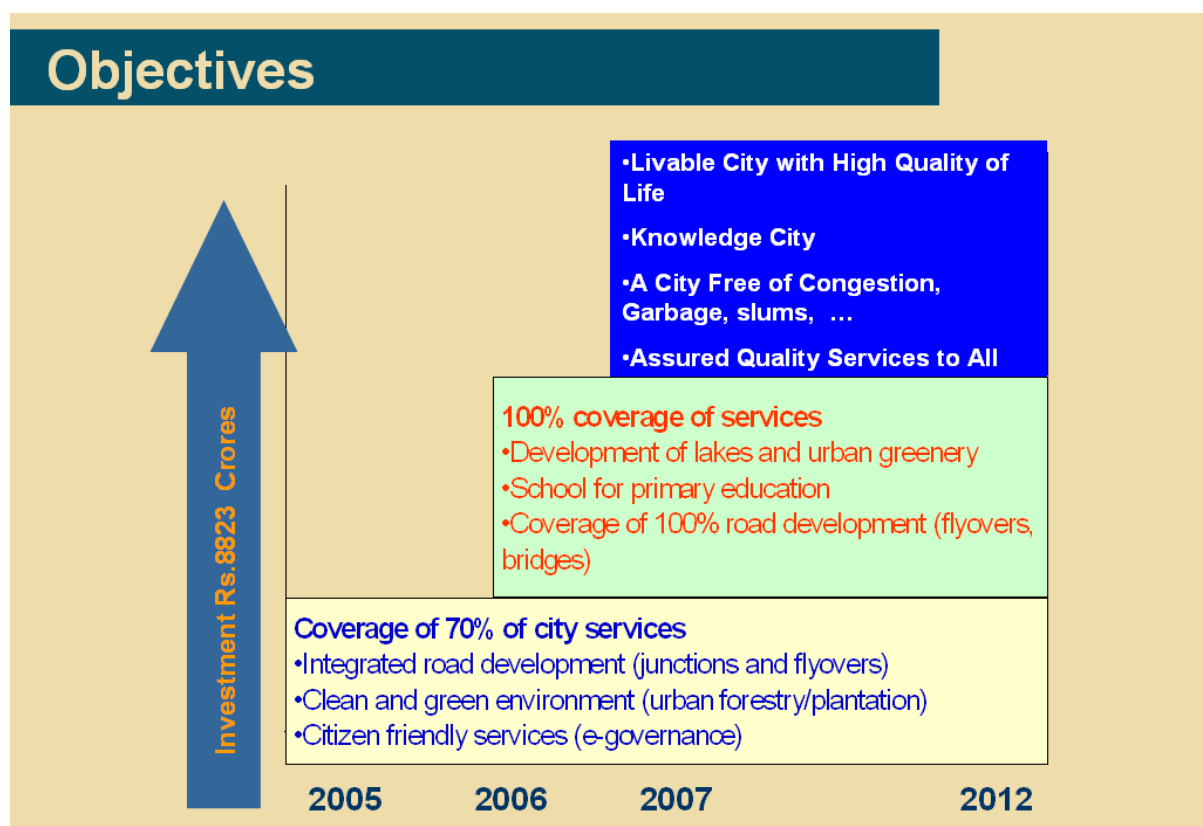 Objectives
•Livable City with High Quality of
Life
•Knowledge City
•A City Free of Congestion,
Garbage, slums, …
•Assured Quality Services to All
100% coverage of services
•Development of lakes and urban greenery
•School for primary education
•Coverage of 100% road development (flyovers,
bridges)
Coverage of 70% of city services
•Integrated road development (junctions and flyovers)
•Clean and green environment (urban forestry/plantation)
•Citizen friendly services (e-governance)
Investment Rs.8823 Crores
2005 2006 2007 2012